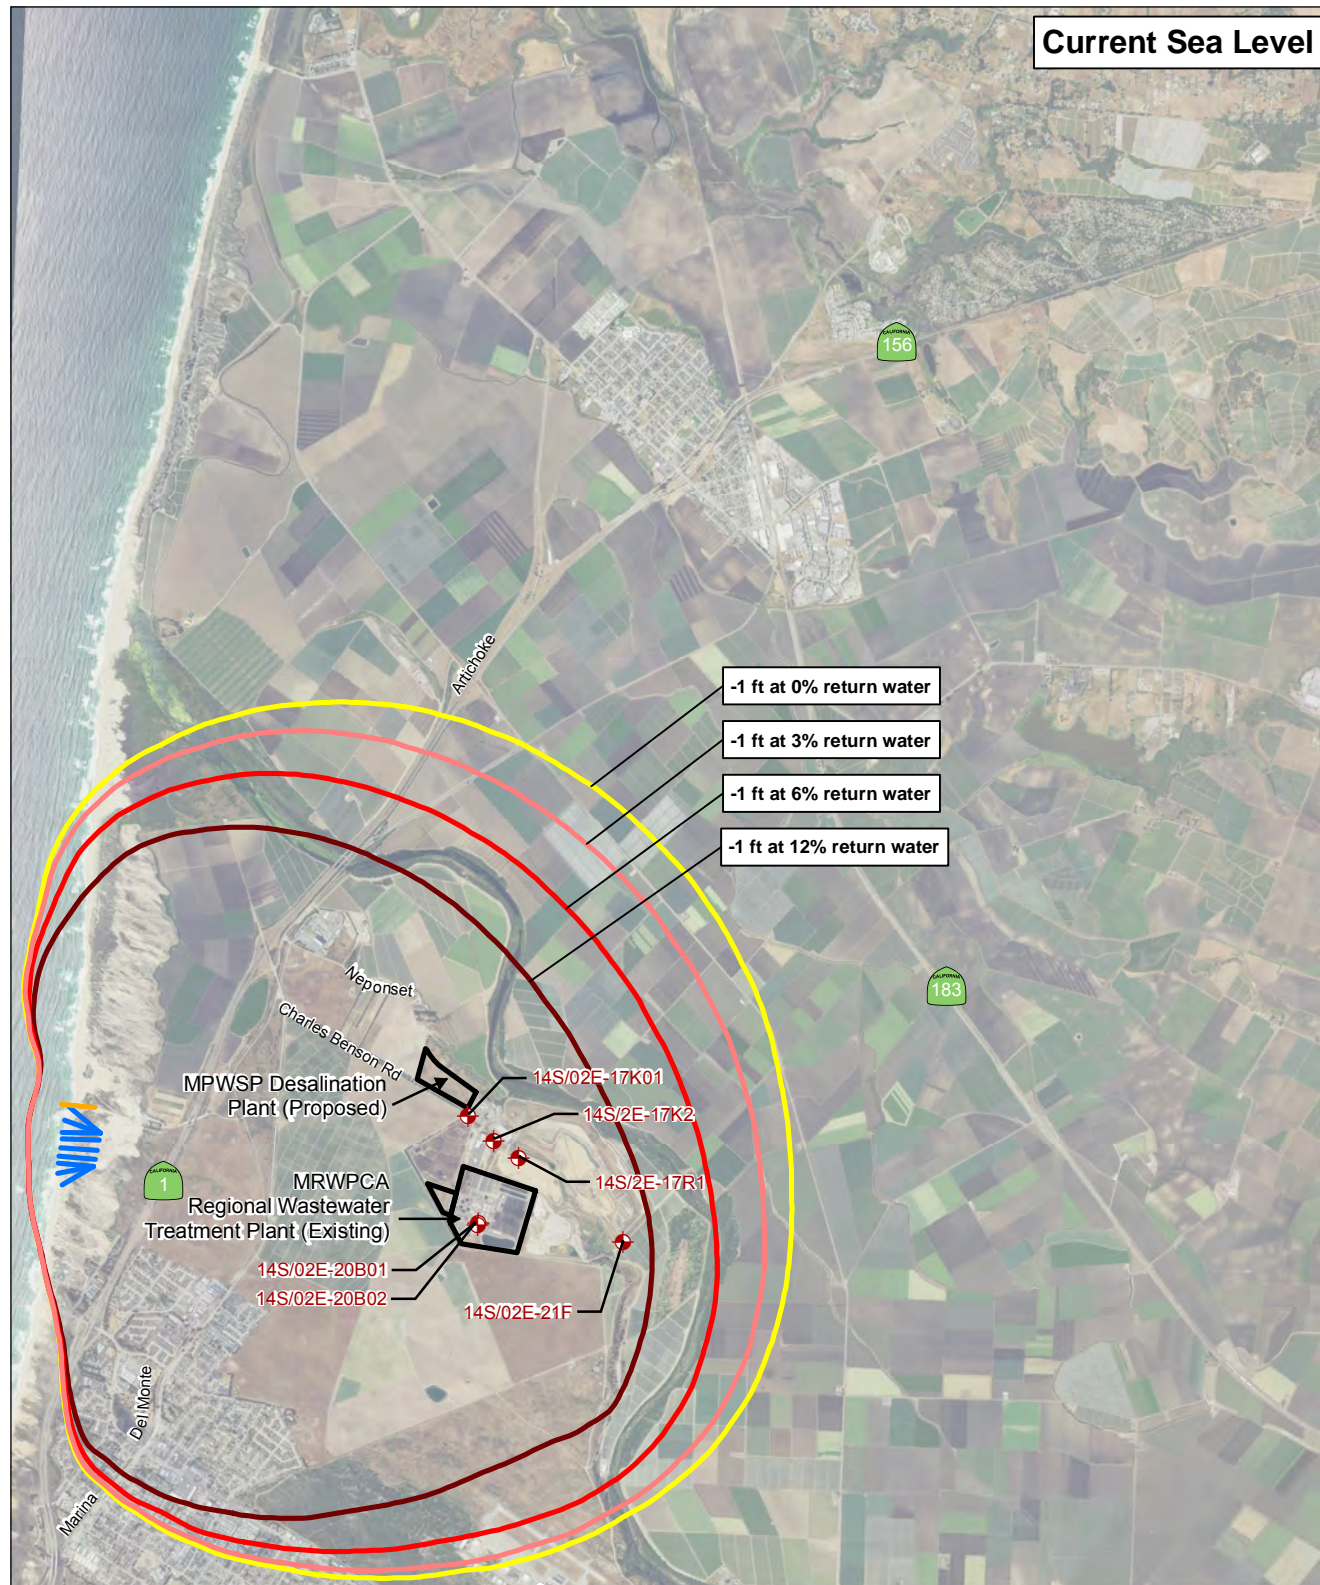 Current Sea Level
CALIFORNIA
156
Artichoke
-1 ft at 0% return water
-1 ft at 3% return water
-1 ft at 6% return water
-1 ft at 12% return water
CALIFORNIA
183
Neponset
Charles Benson Rd
MPWSP Desalination
Plant (Proposed)
14S/02E-17K01
14S/2E-17K2
14S/2E-17R1
CALIFORNIA
1
MRWPCA
Regional Wastewater
Treatment Plant (Existing)
14S/02E-20B01
14S/02E-20B02
14S/02E-21F
Del Monte
Marina